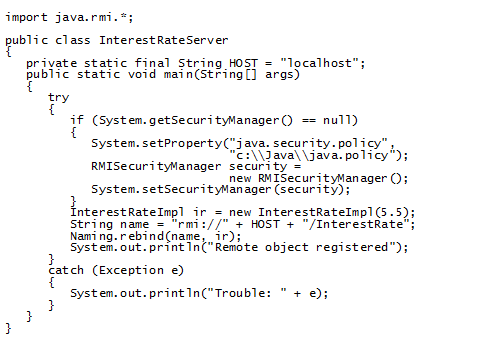 import java.rmi.*;
public class InterestRateServer
{
private static final String HOST = "localhost";
public static void main(String[] args)
{
try
{
if (System.getSecurityManager() == null)
{
System.setProperty("java.security.policy",
"c:\\Java\\java.policy");
RMISecurityManager security =
new RMISecurityManager();
System.setSecurityManager(security);
}
InterestRateImpl ir = new InterestRateImpl(5.5);
String name = "rmi://" + HOST + "/InterestRate";
Naming.rebind(name, ir);
System.out.println("Remote object registered");
}
catch (Exception e)
{
System.out.println("Trouble: " + e);
}
}
}